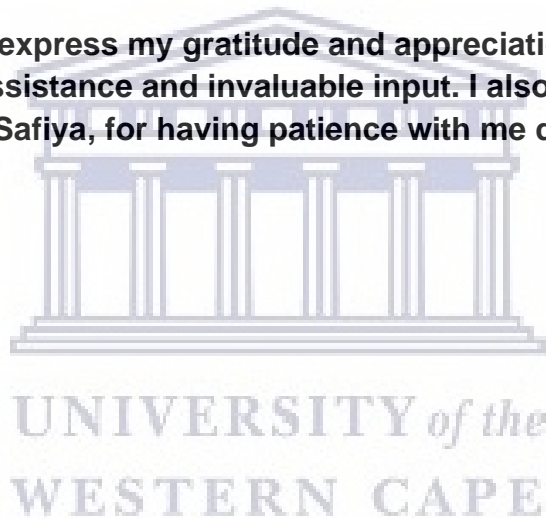 express my gratitude and appreciati
ssistance and invaluable input. I also
Safiya, for having patience with me
UNIVERSITY of the
WESTERN CAPE